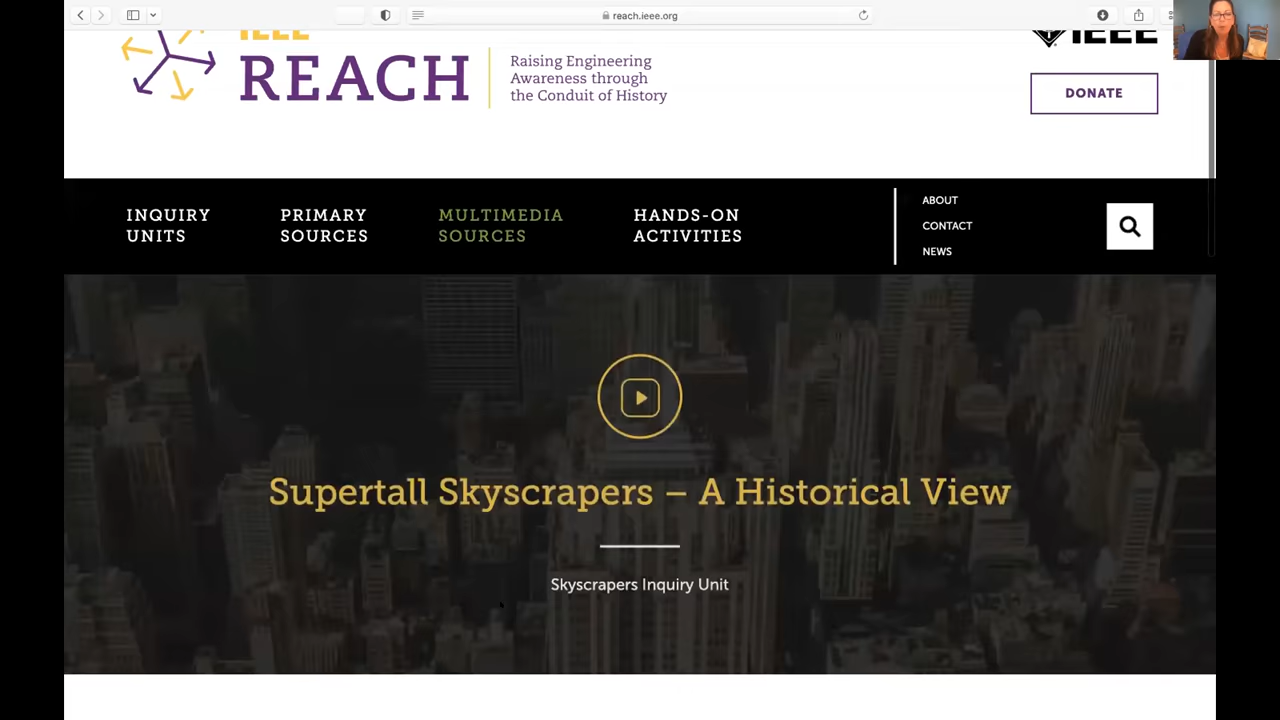 reach.ieee.org
IEEE
REACH
Raising Engineering
Awareness through
the Conduit of History
IEEE
DONATE
INQUIRY
UNITS
PRIMARY
SOURCES
MULTIMEDIA
SOURCES
HANDS-ON
ACTIVITIES
ABOUT
CONTACT
NEWS
Supertall Skyscrapers – A Historical View
Skyscrapers Inquiry Unit